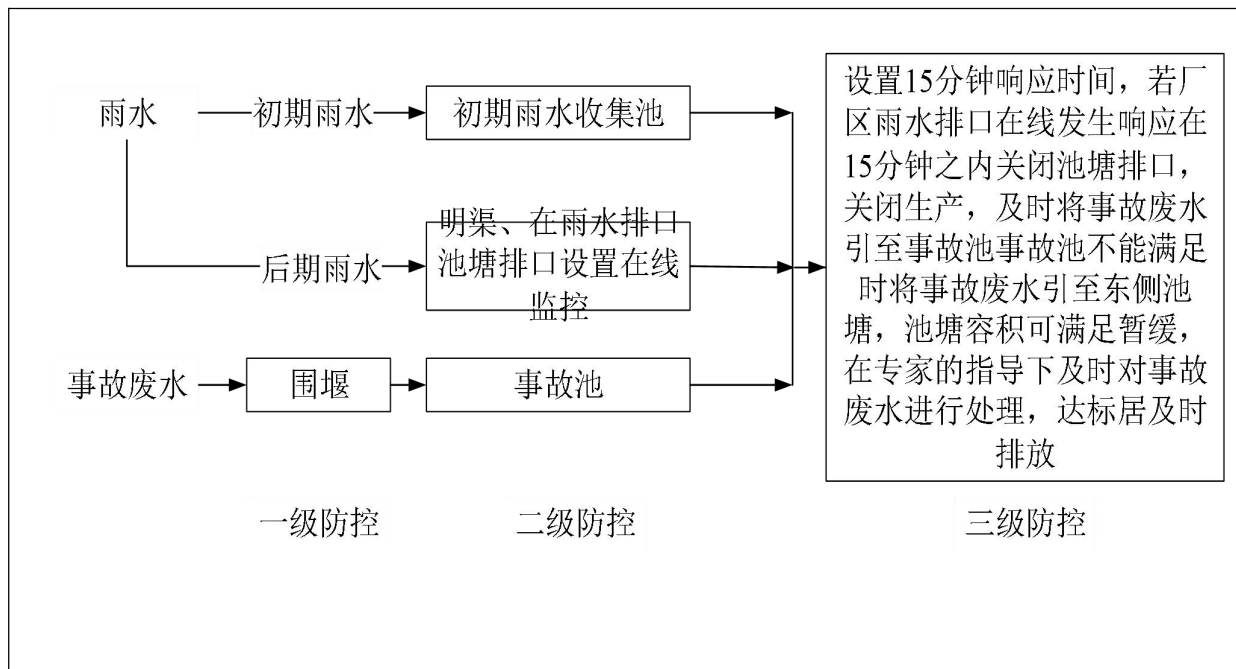 雨水
初期雨水
初期雨水收集池
后期雨水
明渠、在雨水排口
池塘排口设置在线
监控
事故废水
围堰
事故池
设置15分钟响应时间，若厂
区雨水排口在线发生响应在
15分钟之内关闭池塘排口，
关闭生产，及时将事故废水
引至事故池事故池不能满足
时将事故废水引至东侧池
塘，池塘容积可满足暂缓，
在专家的指导下及时对事故
废水进行处理，达标居及时
排放
一级防控
二级防控
三级防控